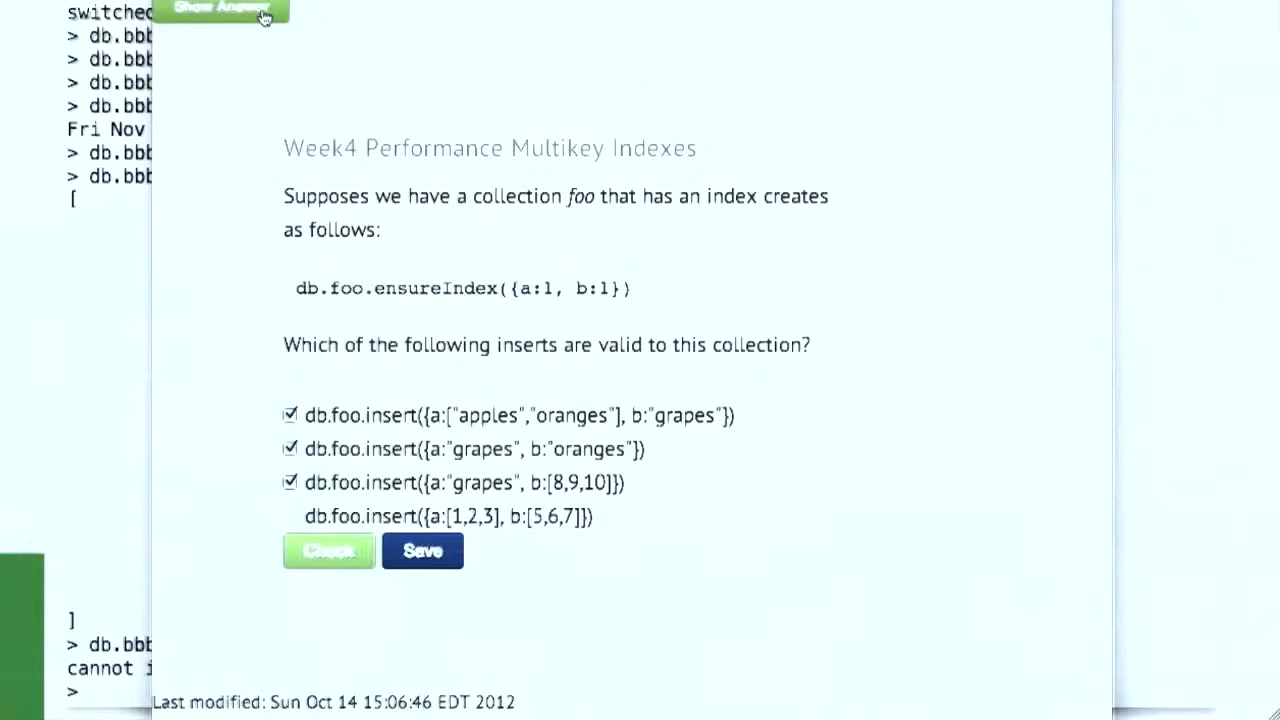 switched
Show Answer
> db.bbb
> db.bbb
> db.bbb
> db.bbb
Fri Nov
> db.bbb
> db.bbb
[
Week4 Performance Multikey Indexes
Supposes we have a collection foo that has an index creates
as follows:
db.foo.ensureIndex({a:1, b:1})
Which of the following inserts are valid to this collection?
db.foo.insert({a:["apples","oranges"], b:"grapes"})
db.foo.insert({a:"grapes", b:"oranges"})
db.foo.insert({a:"grapes", b:[8,9,10]})
db.foo.insert({a:[1,2,3], b:[5,6,7]})
Check Save
]
> db.bbb
cannot i
>
Last modified: Sun Oct 14 15:06:46 EDT 2012